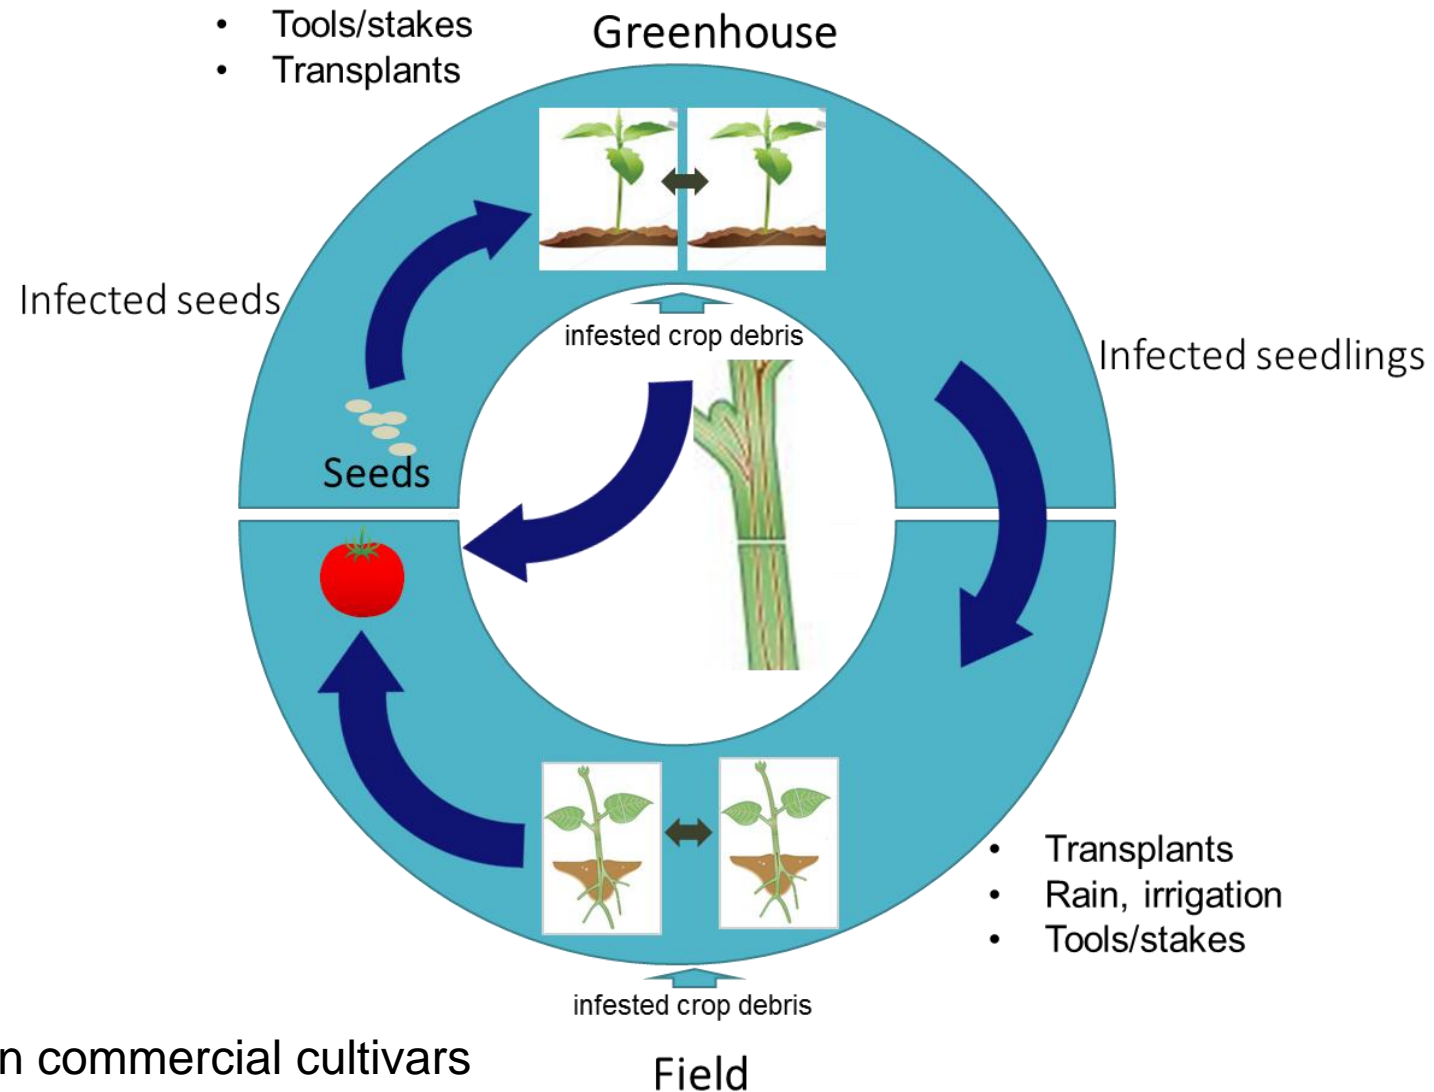 • Tools/stakes
• Transplants
Greenhouse
Infected seeds
infested crop debris
Infected seedlings
Seeds
• Transplants
• Rain, irrigation
• Tools/stakes
infested crop debris
n commercial cultivars
Field